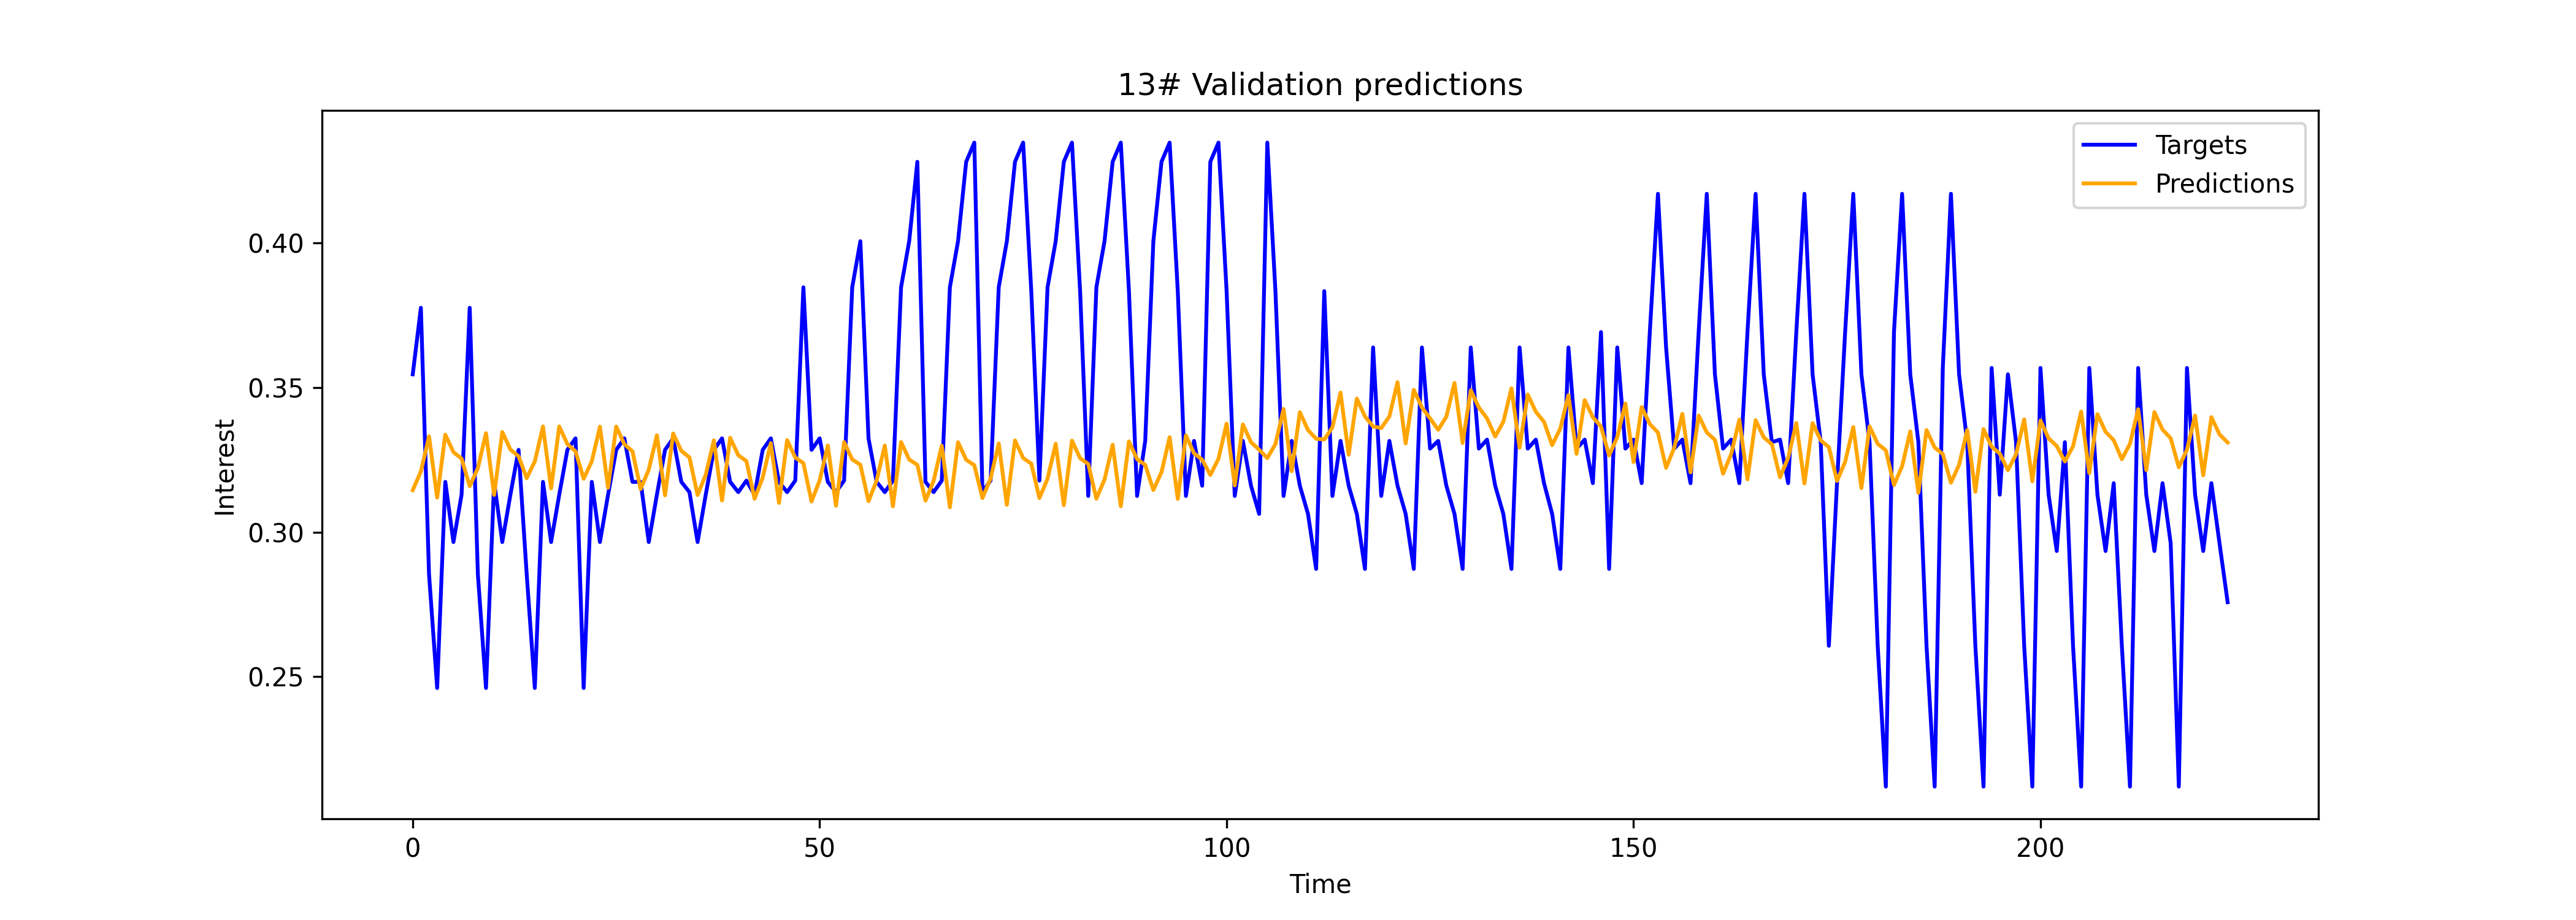 13# Validation predictions
Targets
Predictions
Interest
0.40
0.35
0.30
0.25
0 50 100 150 200
Time